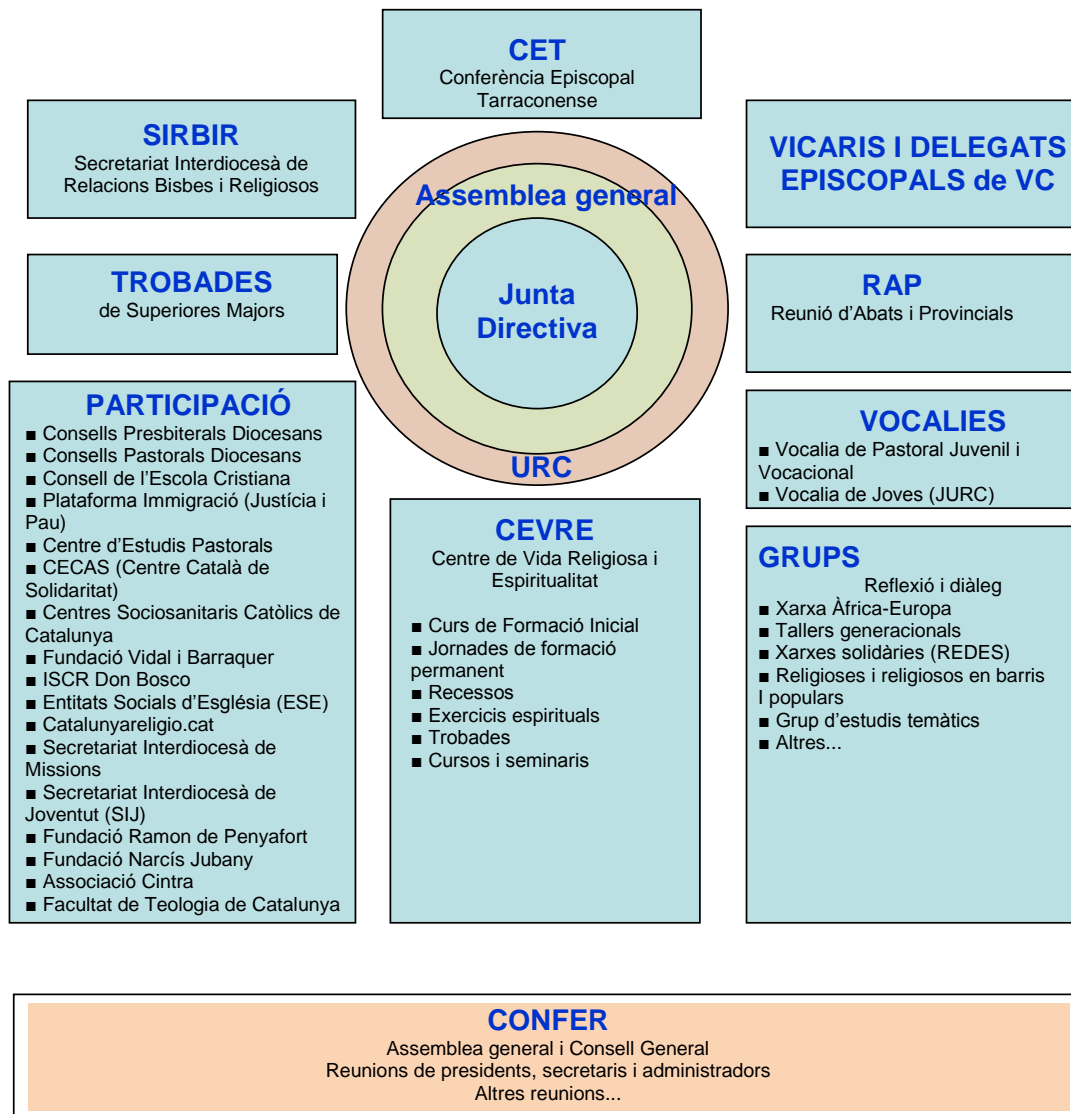 CET
Conferència Episcopal
Tarraconense
SIRBIR
Secretariat Interdiocesà de
Relacions Bisbes i Religiosos
VICARIS I DELEGATS
EPISCOPALS de VC
Assemblea general
Junta
Directiva
URC
TROBADES
de Superiores Majors
RAP
Reunió d'Abats i Provincials
PARTICIPACIÓ
■ Consells Presbiterals Diocesans
■ Consells Pastorals Diocesans
■ Consell de l'Escola Cristiana
■ Plataforma Immigració (Justícia i
Pau)
■ Centre d'Estudis Pastorals
■ CECAS (Centre Català de
Solidaritat)
■ Centres Sociosanitaris Catòlics de
Catalunya
■ Fundació Vidal i Barraquer
■ ISCR Don Bosco
■ Entitats Socials d'Església (ESE)
■ Catalunyareligio.cat
■ Secretariat Interdiocesà de
Missions
■ Secretariat Interdiocesà de
Joventut (SIJ)
■ Fundació Ramon de Penyafort
■ Fundació Narcís Jubany
■ Associació Cintra
■ Facultat de Teologia de Catalunya
CEVRE
Centre de Vida Religiosa i
Espiritualitat
■ Curs de Formació Inicial
■ Jornades de formació
permanent
■ Recessos
■ Exercicis espirituals
■ Trobades
■ Cursos i seminaris
VOCALIES
■ Vocalia de Pastoral Juvenil i
Vocacional
■ Vocalia de Joves (JURC)
GRUPS
Reflexió i diàleg
■ Xarxa Àfrica-Europa
■ Tallers generacionals
■ Xarxes solidàries (REDES)
■ Religioses i religiosos en barris
I populars
■ Grup d'estudis temàtics
■ Altres...
CONFER
Assemblea general i Consell General
Reunions de presidents, secretaris i administradors
Altres reunions...